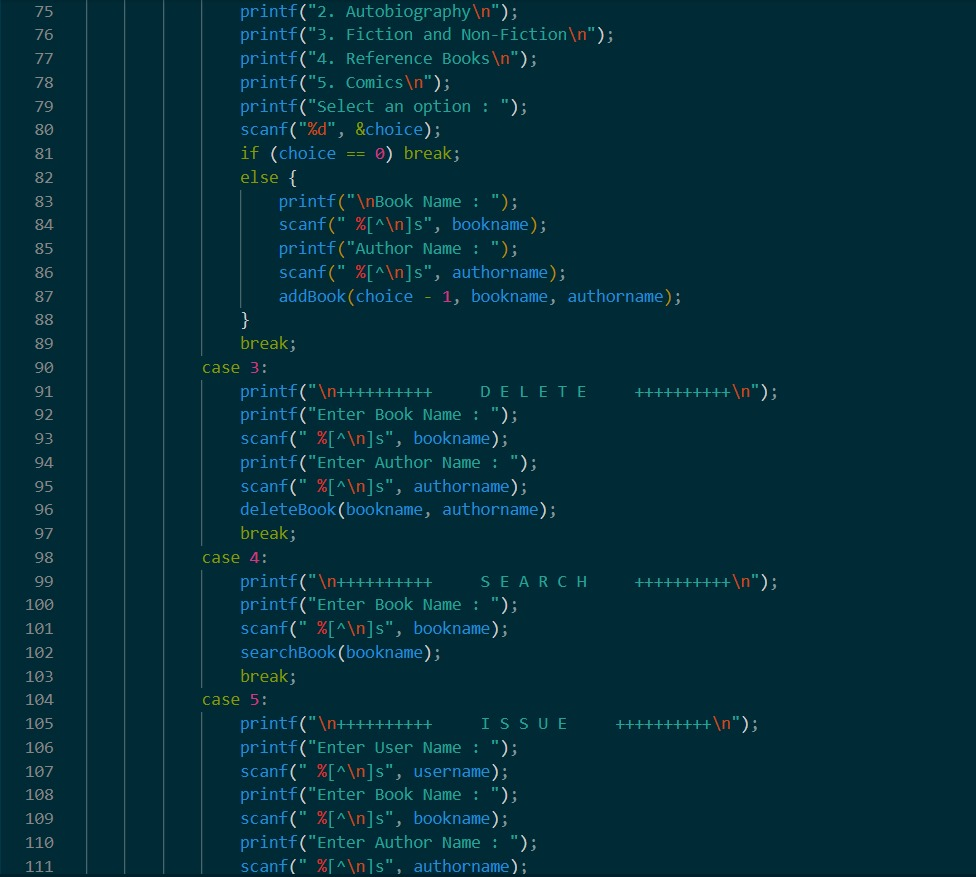 75 printf("2. Autobiography\n");
76 printf("3. Fiction and Non-Fiction\n");
77 printf("4. Reference Books\n");
78 printf("5. Comics\n");
79 printf("Select an option : ");
80 scanf("%d", &choice);
81 if (choice == 0) break;
82 else {
83 printf("\nBook Name : ");
84 scanf(" %[^\n]s", bookname);
85 printf("Author Name : ");
86 scanf(" %[^\n]s", authorname);
87 addBook(choice - 1, bookname, authorname);
88 }
89 break;
90 case 3:
91 printf("\n++++++++++     D E L E T E     ++++++++++\n");
92 printf("Enter Book Name : ");
93 scanf(" %[^\n]s", bookname);
94 printf("Enter Author Name : ");
95 scanf(" %[^\n]s", authorname);
96 deleteBook(bookname, authorname);
97 break;
98 case 4:
99 printf("\n++++++++++     S E A R C H     ++++++++++\n");
100 printf("Enter Book Name : ");
101 scanf(" %[^\n]s", bookname);
102 searchBook(bookname);
103 break;
104 case 5:
105 printf("\n++++++++++     I S S U E     ++++++++++\n");
106 printf("Enter User Name : ");
107 scanf(" %[^\n]s", username);
108 printf("Enter Book Name : ");
109 scanf(" %[^\n]s", bookname);
110 printf("Enter Author Name : ");
111 scanf(" %[^\n]s", authorname);